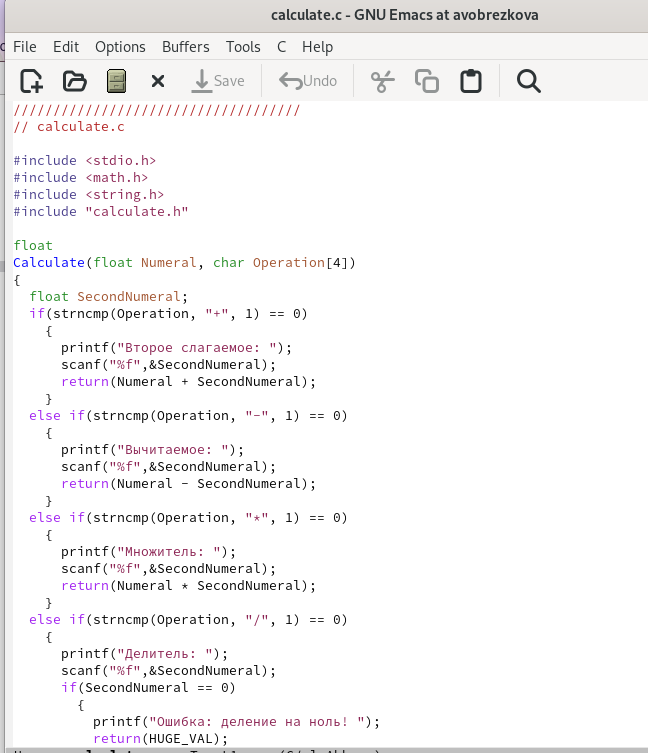 calculate.c - GNU Emacs at avobrezkova
File Edit Options Buffers Tools C Help
Save Undo
////////////////////////////////////
// calculate.c
#include <stdio.h>
#include <math.h>
#include <string.h>
#include "calculate.h"
float
Calculate(float Numeral, char Operation[4])
{
  float SecondNumeral;
  if(strncmp(Operation, "+", 1) == 0)
    {
      printf("Второе слагаемое: ");
      scanf("%f",&SecondNumeral);
      return(Numeral + SecondNumeral);
    }
  else if(strncmp(Operation, "-", 1) == 0)
    {
      printf("Вычитаемое: ");
      scanf("%f",&SecondNumeral);
      return(Numeral - SecondNumeral);
    }
  else if(strncmp(Operation, "*", 1) == 0)
    {
      printf("Множитель: ");
      scanf("%f",&SecondNumeral);
      return(Numeral * SecondNumeral);
    }
  else if(strncmp(Operation, "/", 1) == 0)
    {
      printf("Делитель: ");
      scanf("%f",&SecondNumeral);
      if(SecondNumeral == 0)
        {
          printf("Ошибка: деление на ноль! ");
          return(HUGE_VAL);